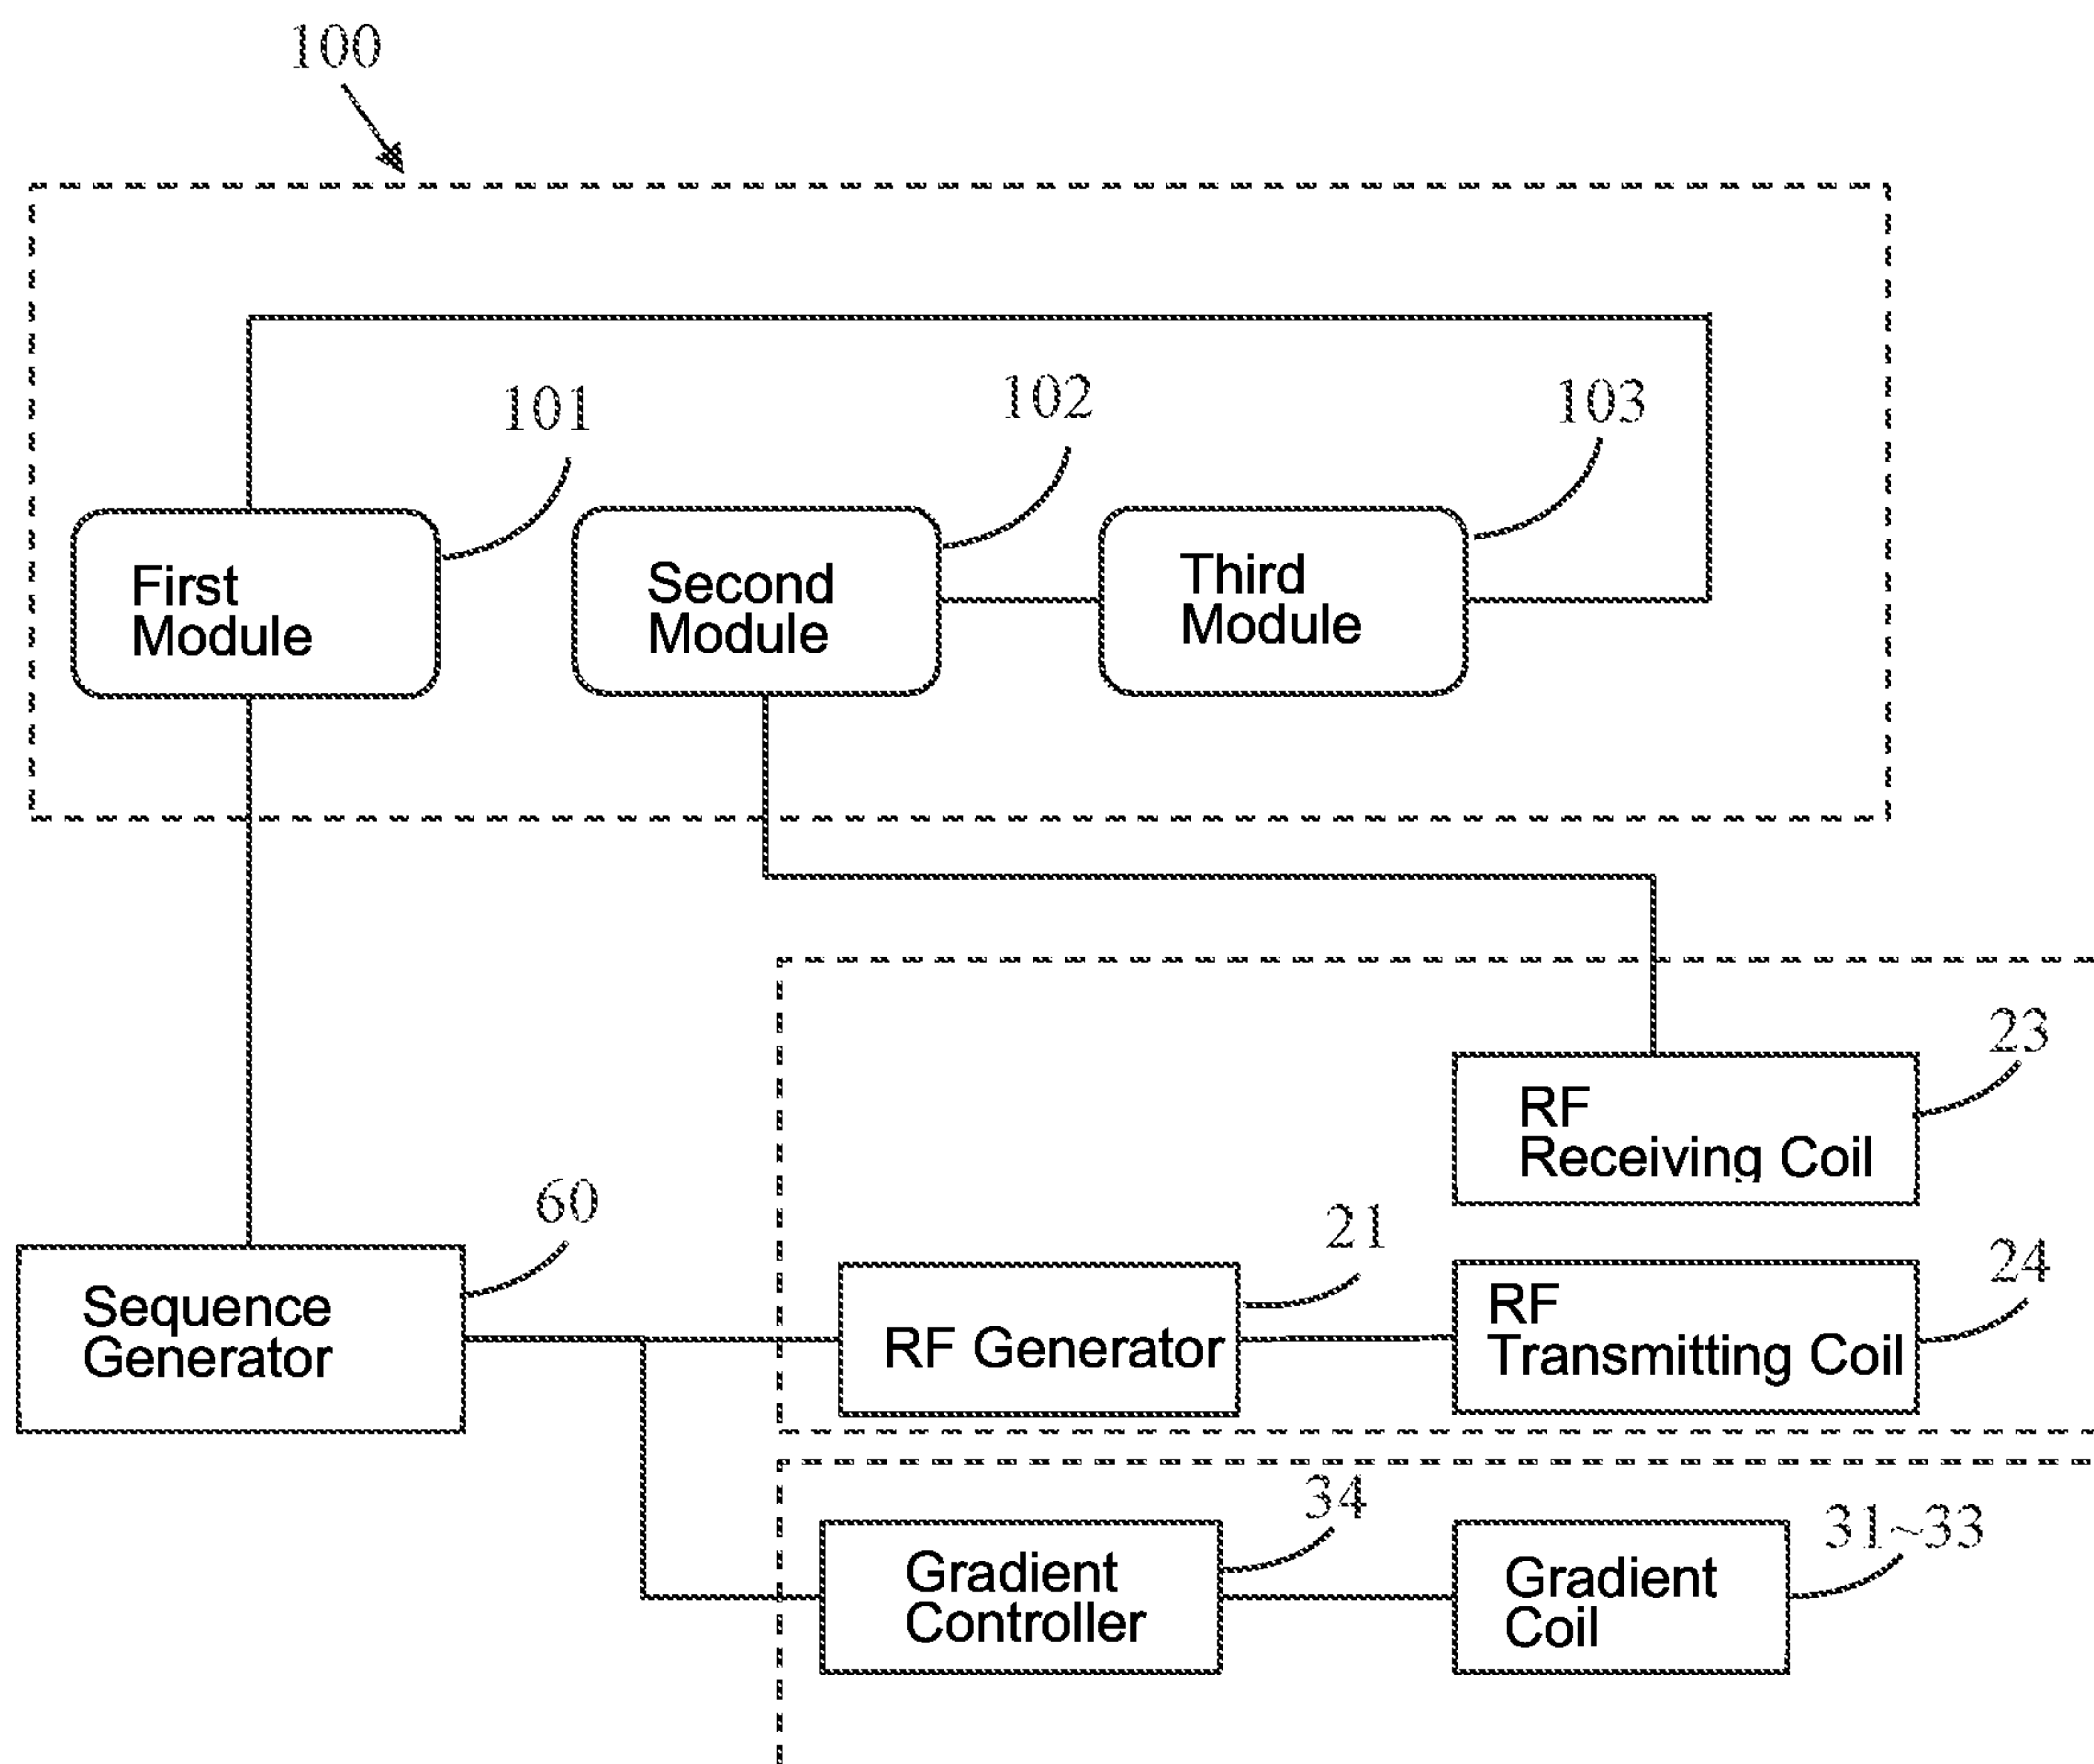 100
101
102
103
First
Module
Second
Module
Third
Module
23
RF
Receiving Coil
60
21
24
Sequence
Generator
RF Generator
RF
Transmitting Coil
34
31~33
Gradient
Controller
Gradient
Coil